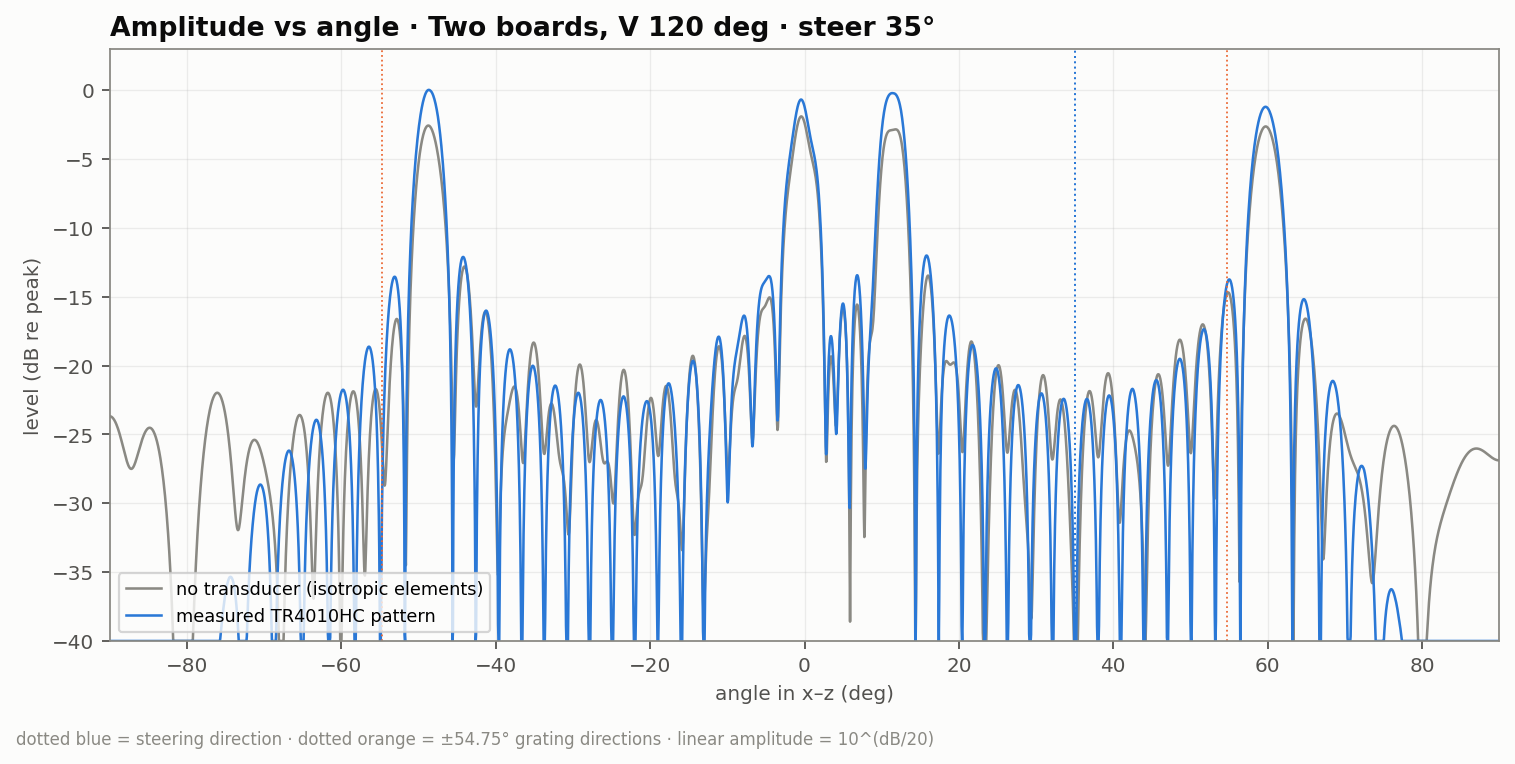 Amplitude vs angle · Two boards, V 120 deg · steer 35°
level (dB re peak)
0
−5
−10
−15
−20
−25
−30
−35
−40
no transducer (isotropic elements)
measured TR4010HC pattern
−80 −60 −40 −20 0 20 40 60 80
angle in x–z (deg)
dotted blue = steering direction · dotted orange = ±54.75° grating directions · linear amplitude = 10^(dB/20)